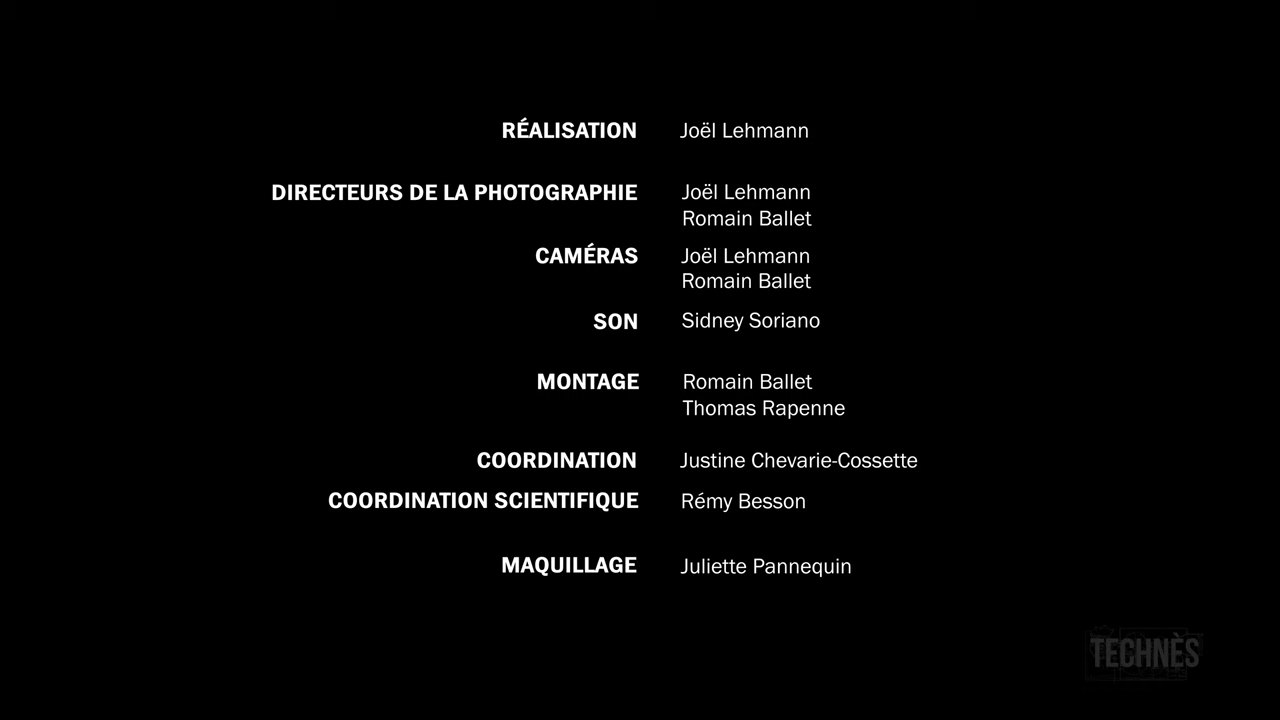 RÉALISATION Joël Lehmann
DIRECTEURS DE LA PHOTOGRAPHIE Joël Lehmann
Romain Ballet
CAMÉRAS Joël Lehmann
Romain Ballet
SON Sidney Soriano
MONTAGE Romain Ballet
Thomas Rapenne
COORDINATION Justine Chevarie-Cossette
COORDINATION SCIENTIFIQUE Rémy Besson
MAQUILLAGE Juliette Pannequin
TECHNÈS